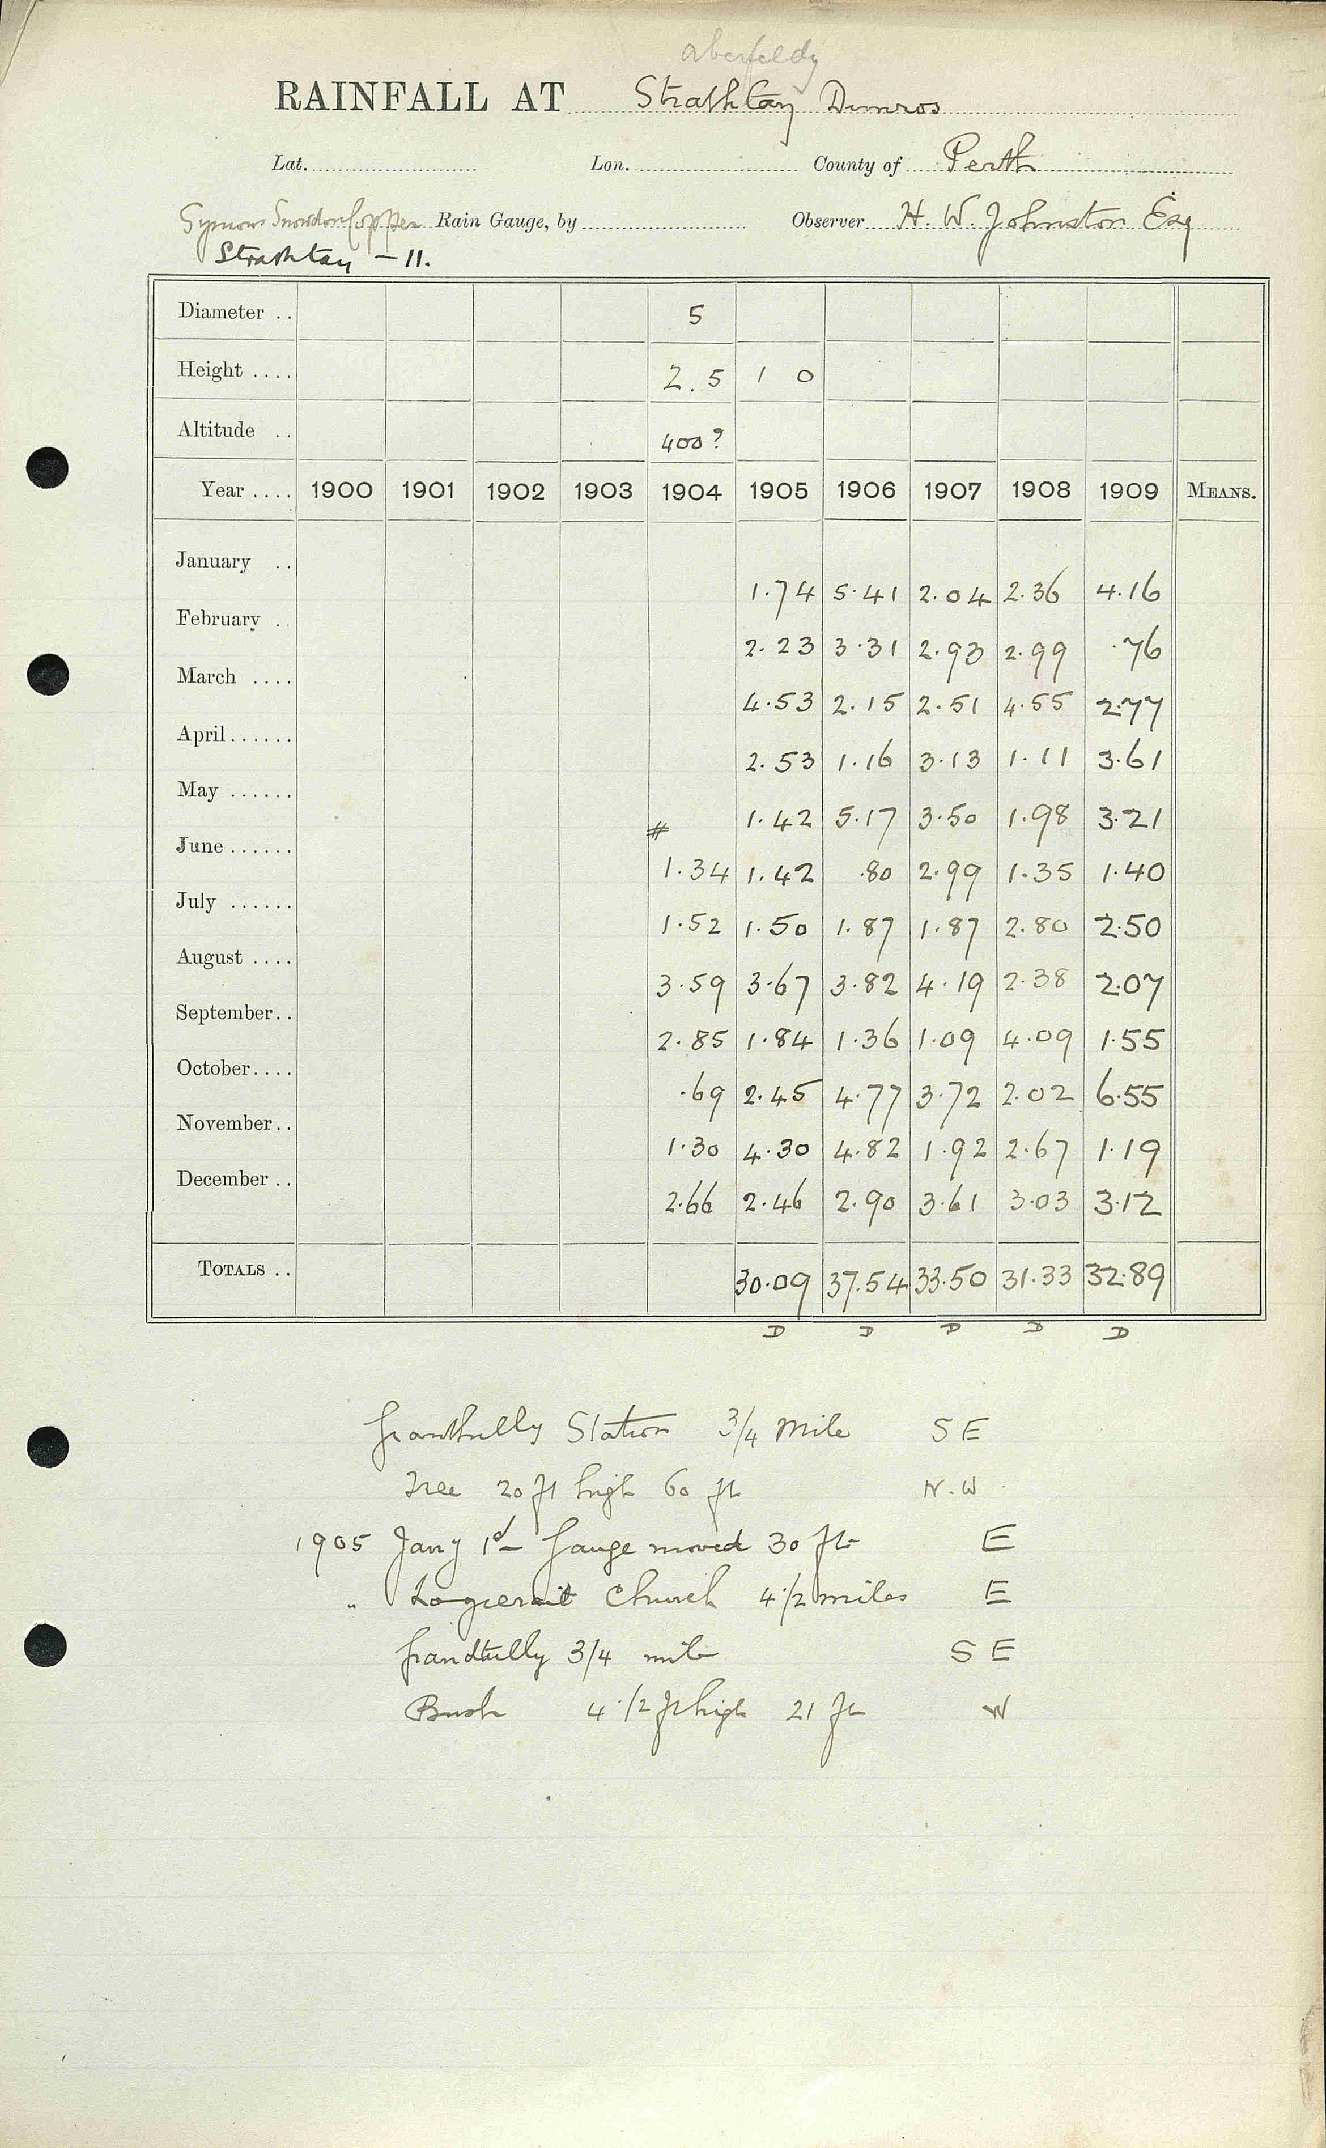 Aberfeldy
RAINFALL AT Strathtay Dimros
Lat. Lon. County of Perth
Symons Snowdon Copper Rain Gauge, by Observer H. W. Johnston Esq
Strathtay - 11.
Diameter .. 5
Height .... 2.5 1 0
Altitude .. 400?
Year .... 1900 1901 1902 1903 1904 1905 1906 1907 1908 1909 MEANS.
January .. 1.74 5.41 2.04 2.36 4.16
February . 2.23 3.31 2.93 2.99 .76
March .... 4.53 2.15 2.51 4.55 2.77
April...... 2.53 1.16 3.13 1.11 3.61
May ...... # 1.42 5.17 3.50 1.98 3.21
June...... 1.34 1.42 .80 2.99 1.35 1.40
July ...... 1.52 1.50 1.87 1.87 2.80 2.50
August .... 3.59 3.67 3.82 4.19 2.38 2.07
September.. 2.85 1.84 1.36 1.09 4.09 1.55
October.... .69 2.45 4.77 3.72 2.02 6.55
November.. 1.30 4.30 4.82 1.92 2.67 1.19
December .. 2.66 2.46 2.90 3.61 3.03 3.12
TOTALS .. 30.09 37.54 33.50 31.33 32.89
D D D D D
Granthully Station 3/4 Mile S E
Tree 20 ft high 60 ft N.W
1905 Jany 1st Gauge moved 30 ft E
" Logierait Church 4 1/2 miles E
Grandtully 3/4 mile S E
Bush 4 1/2 ft high 21 ft W